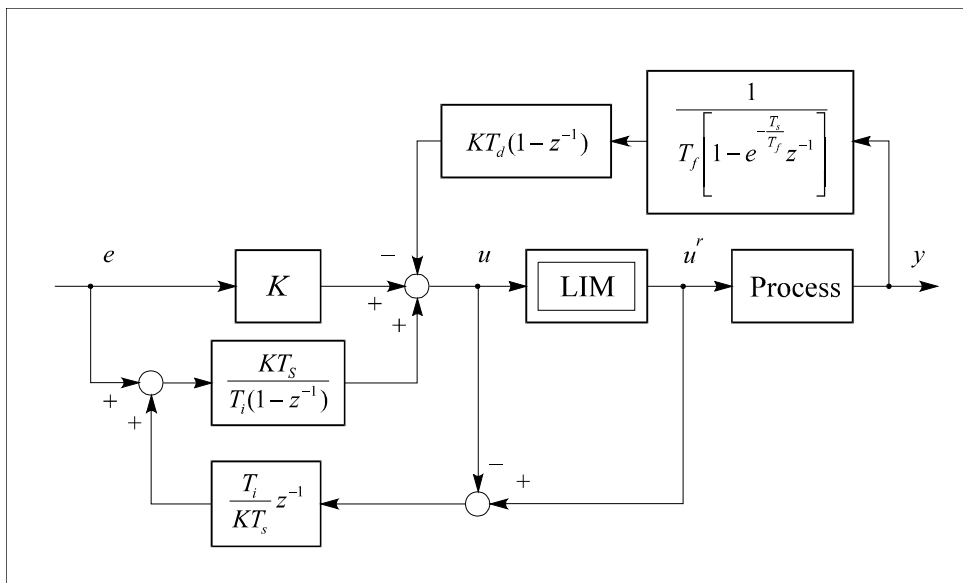 1
KT_d(1 − z^{-1})
T_f[1 − e^{-T_s/T_f} z^{-1}]
e
−
u
u^r
y
K
+
+
LIM
Process
KT_S
T_i(1 − z^{-1})
+
+
−
+
T_i
KT_s
z^{-1}